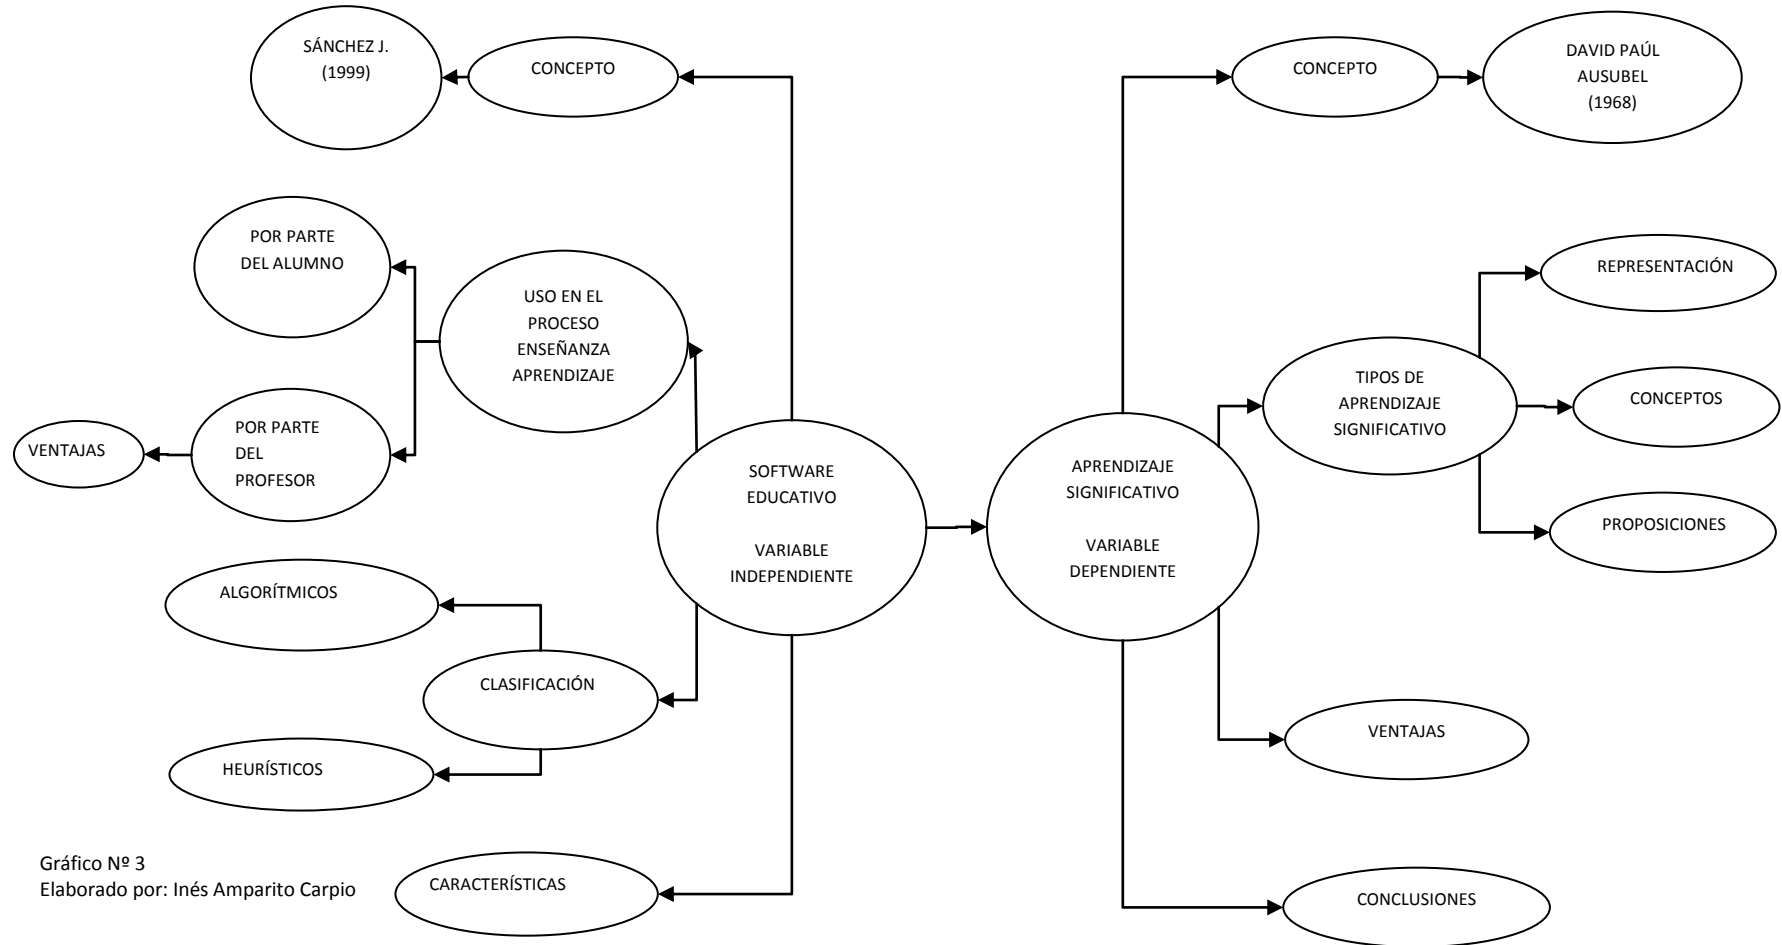 SÁNCHEZ J.
(1999)
CONCEPTO
POR PARTE
DEL ALUMNO
USO EN EL
PROCESO
ENSEÑANZA
APRENDIZAJE
POR PARTE
DEL
PROFESOR
VENTAJAS
SOFTWARE
EDUCATIVO
VARIABLE
INDEPENDIENTE
ALGORÍTMICOS
CLASIFICACIÓN
HEURÍSTICOS
CARACTERÍSTICAS
CONCEPTO
DAVID PAÚL
AUSUBEL
(1968)
REPRESENTACIÓN
TIPOS DE
APRENDIZAJE
SIGNIFICATIVO
CONCEPTOS
PROPOSICIONES
APRENDIZAJE
SIGNIFICATIVO
VARIABLE
DEPENDIENTE
VENTAJAS
CONCLUSIONES
Gráfico Nº 3
Elaborado por: Inés Amparito Carpio